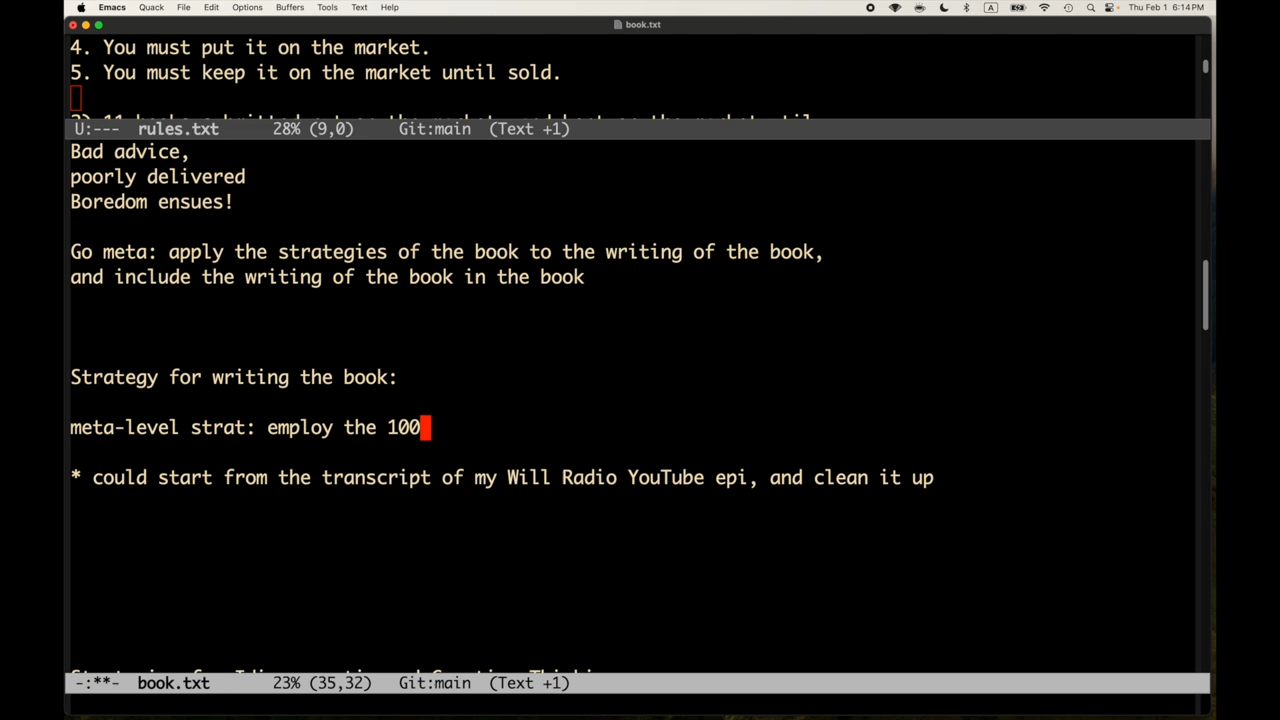 Emacs Quack File Edit Options Buffers Tools Text Help A Thu Feb 1 6:14 PM
book.txt
4. You must put it on the market.
5. You must keep it on the market until sold.
U:--- rules.txt 28% (9,0) Git:main (Text +1)
Bad advice,
poorly delivered
Boredom ensues!
Go meta: apply the strategies of the book to the writing of the book,
and include the writing of the book in the book
Strategy for writing the book:
meta-level strat: employ the 100
* could start from the transcript of my Will Radio YouTube epi, and clean it up
-:**- book.txt 23% (35,32) Git:main (Text +1)